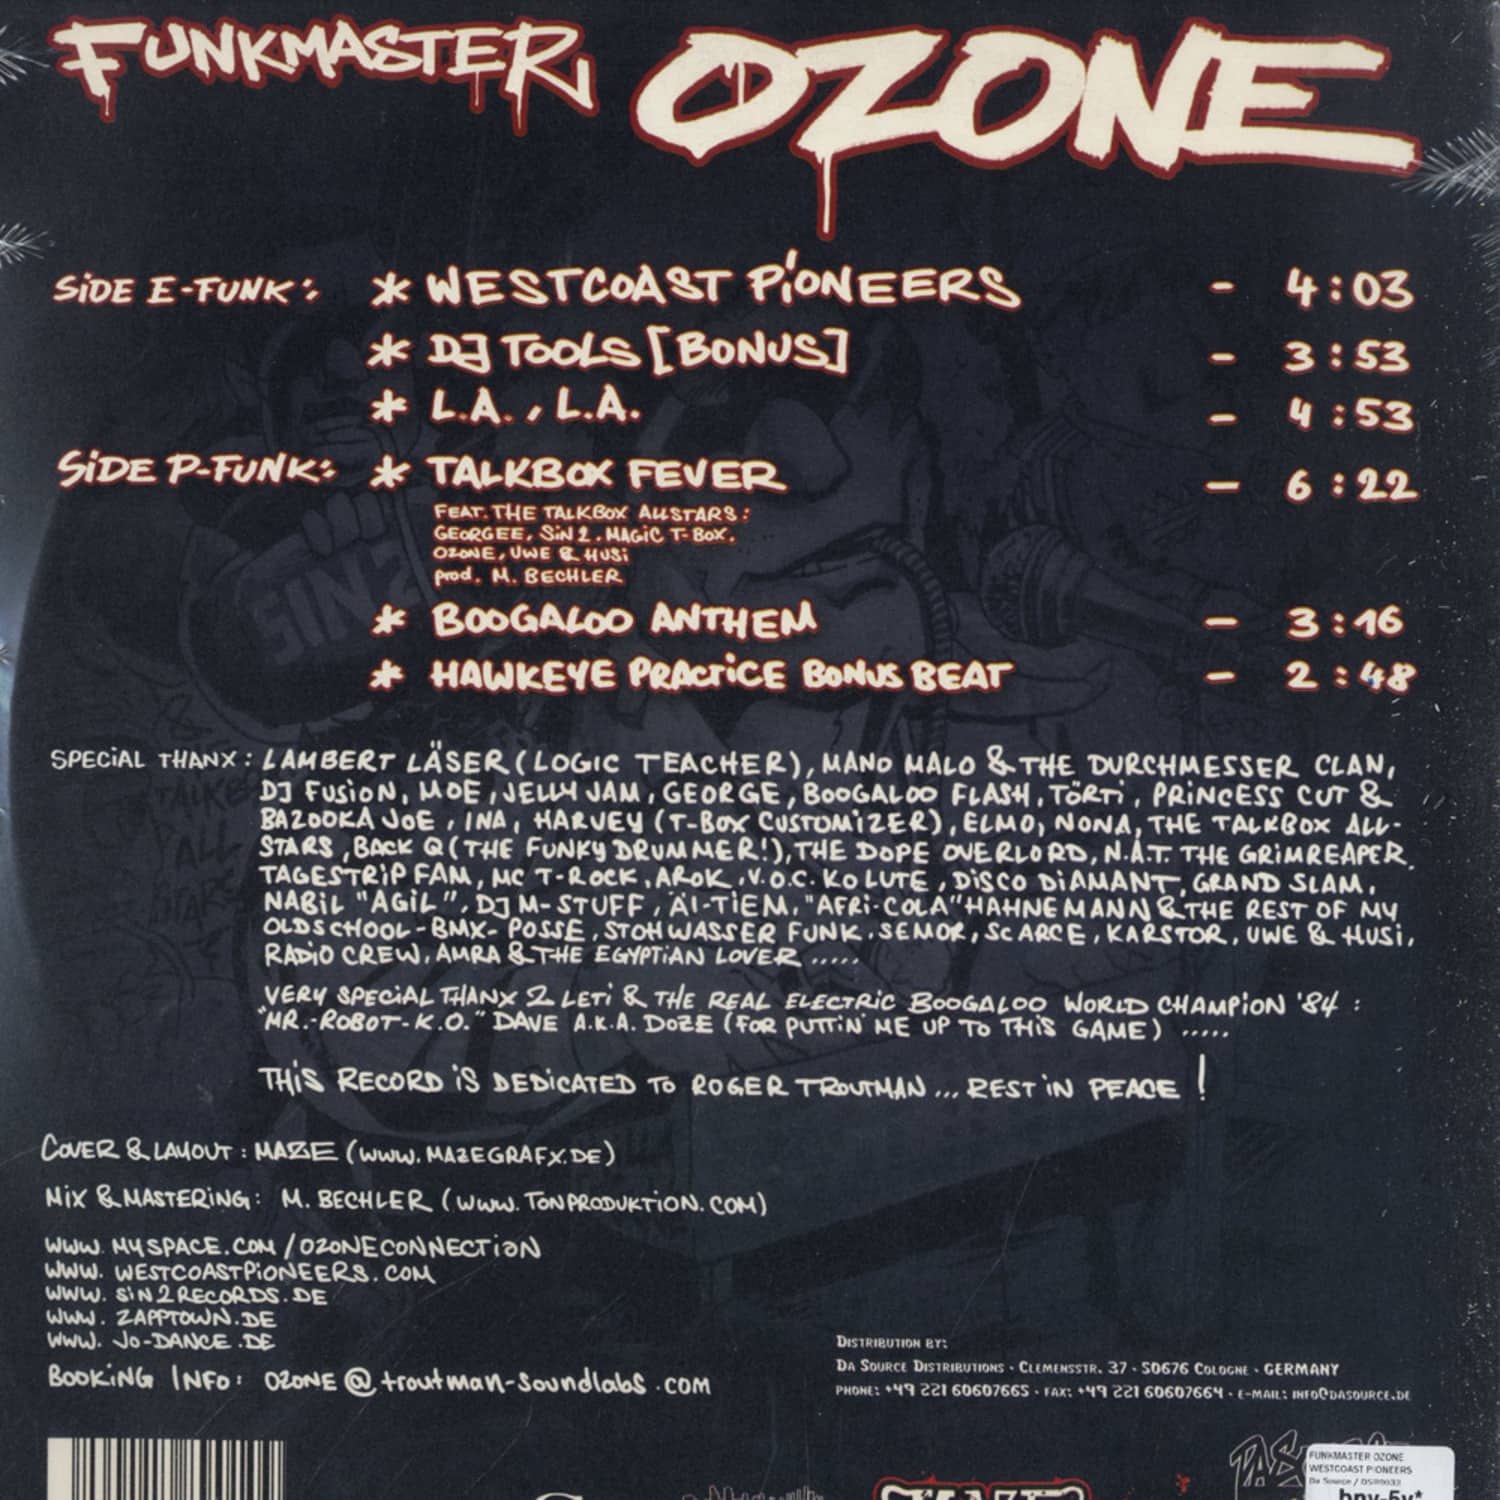 FUNKMASTER OZONE
SiDE E-FUNK: * WESTCOAST PiONEERS - 4:03
* DJ TOOLS [BONUS] - 3:53
* L.A., L.A. - 4:53
SiDE P-FUNK: * TALKBOX FEVER - 6:22
FEAT. THE TALKBOX ALLSTARS:
GEORGEE, SiN2, MAGiC T-BOX,
OZONE, UWE & HUSi
prod. M. BECHLER
* BOOGALOO ANTHEM - 3:16
* HAWKEYE PRACTiCE BONUS BEAT - 2:48
SPECiAL THANX: LAMBERT LÄSER (LOGIC TEACHER), MANO MALO & THE DURCHMESSER CLAN,
DJ FUSiON, MOE, JELLY JAM, GEORGE, BOOGALOO FLASH, TÖRTi, PRiNCESS CUT &
BAZOOKA JOE, INA, HARVEY (T-BOX CUSTOMiZER), ELMO, NONA, THE TALKBOX ALL-
STARS, BACK Q (THE FUNKY DRUMMER!), THE DOPE OVERLORD, N.A.T. THE GRiMREAPER,
TAGESTRiP FAM, MC T-ROCK, AROK, V.O.C. KOLUTE, DiSCO DiAMANT, GRAND SLAM,
NABiL "AGiL", DJ M-STUFF, ÄI-TiEM, "AFRi-COLA" HAHNEMANN & THE REST OF MY
OLDSCHOOL-BMX-POSSE, STOHWASSER FUNK, SEMOR, SCARCE, KARSTOR, UWE & HUSi,
RADiO CREW, AMRA & THE EGYPTiAN LOVER .....
VERY SPECiAL THANX 2 LETi & THE REAL ELECTRiC BOOGALOO WORLD CHAMPiON '84:
"MR.-ROBOT-K.O." DAVE A.K.A. DOZE (FOR PUTTiN' ME UP TO THiS GAME) .....
THiS RECORD iS DEDiCATED TO ROGER TROUTMAN... REST iN PEACE!
COVER & LAYOUT: MAZE (WWW.MAZEGRAFX.DE)
MiX & MASTERiNG: M. BECHLER (WWW.TONPRODUKTiON.COM)
WWW.MYSPACE.COM/OZONECONNECTiON
WWW.WESTCOASTPiONEERS.COM
WWW.SiN2RECORDS.DE
WWW.ZAPPTOWN.DE
WWW.JO-DANCE.DE
BOOKiNG INFO: OZONE@troutman-soundlabs.COM
DISTRIBUTION BY:
DA SOURCE DISTRIBUTIONS · CLEMENSSTR. 37 · 50676 COLOGNE · GERMANY
PHONE: +49 221 60607665 · FAX: +49 221 60607664 · E-MAIL: INFO@DASOURCE.DE
FUNKMASTER OZONE
WESTCOAST PIONEERS